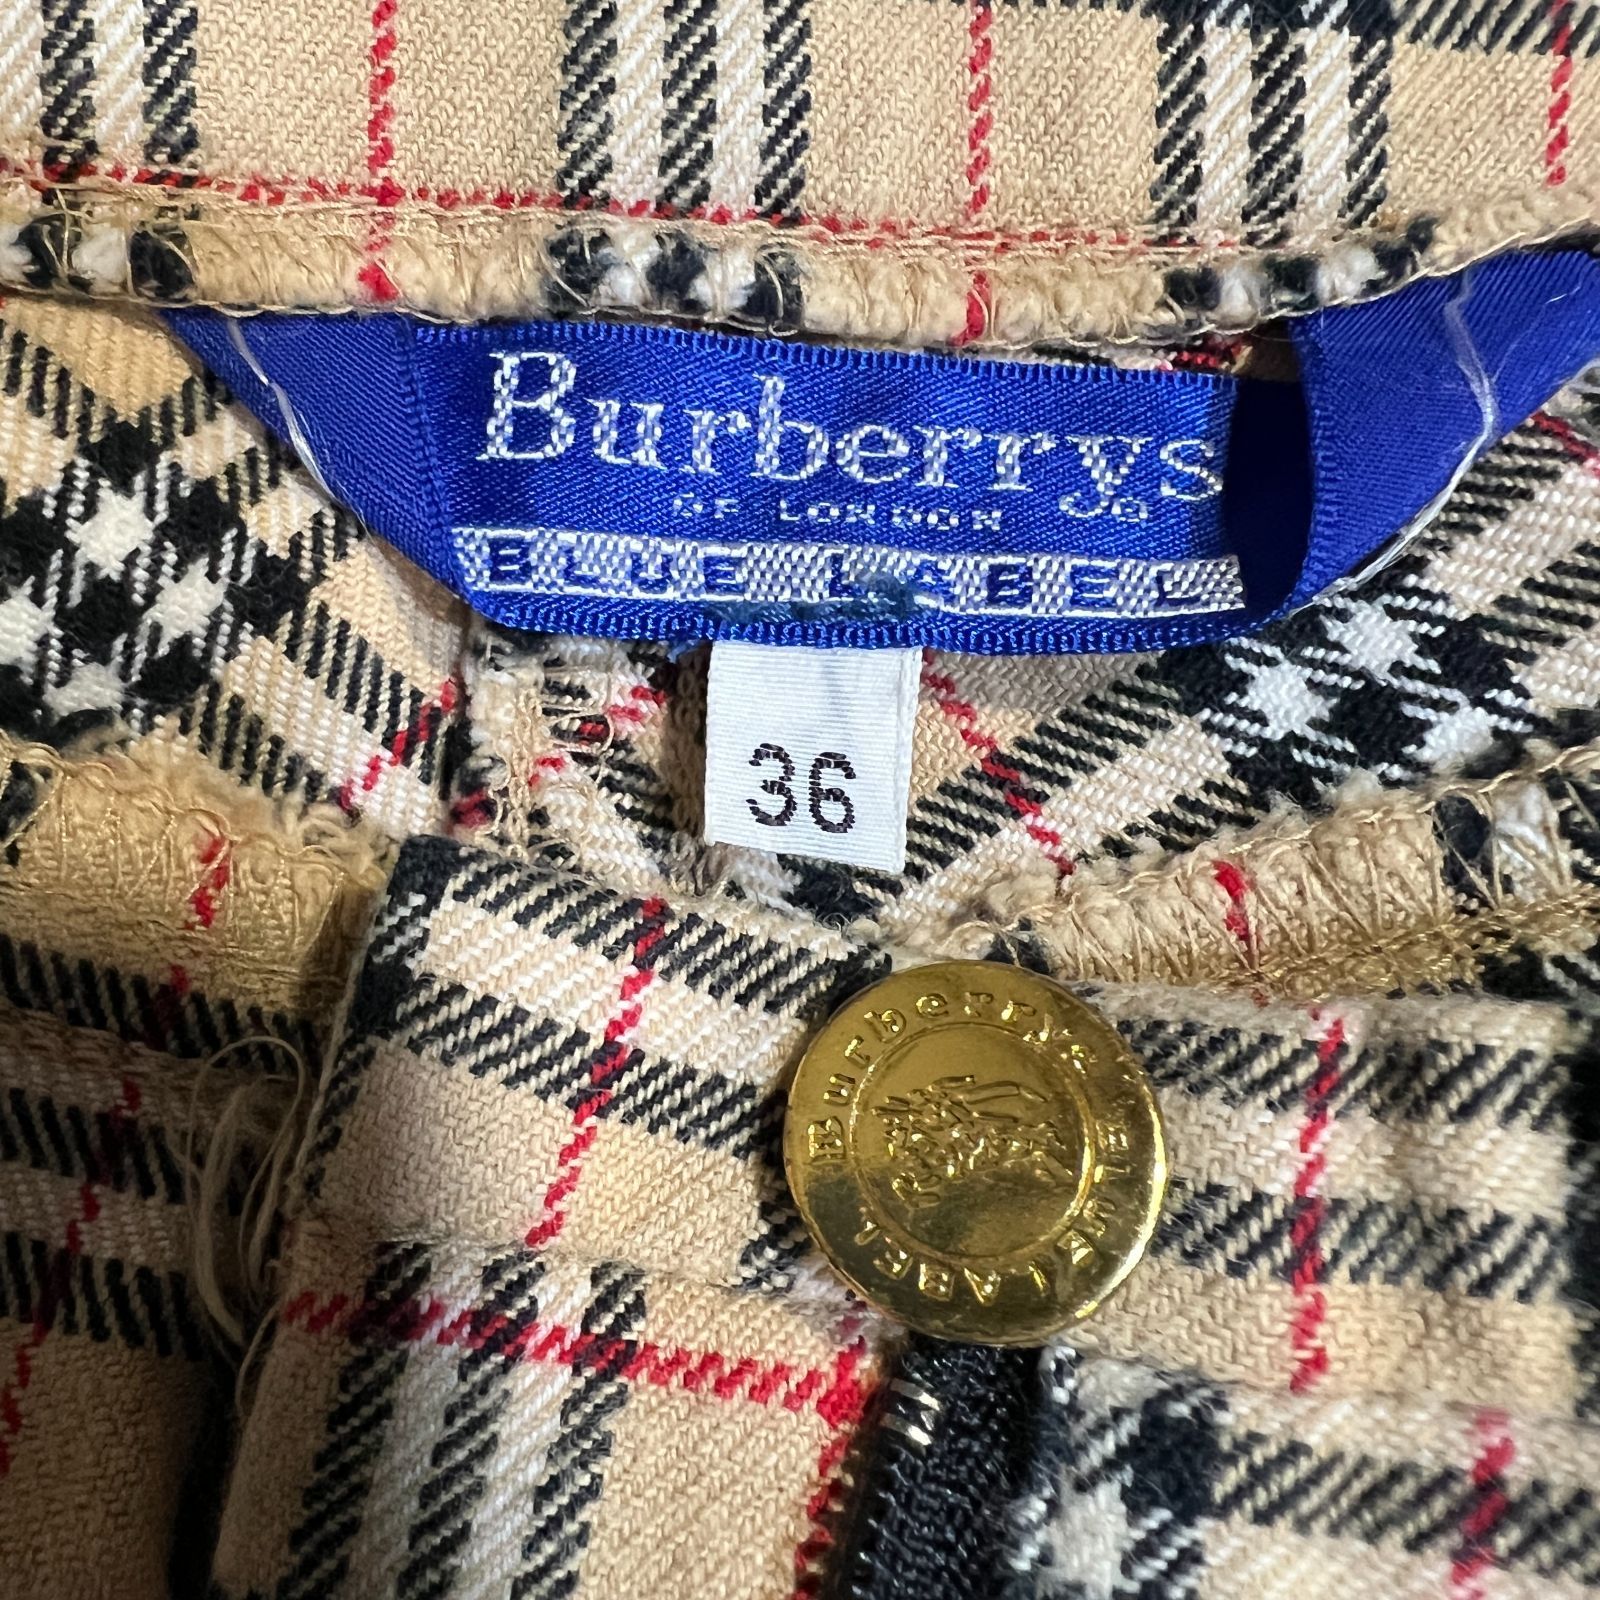 Burberrys
OF LONDON
BLUE LABEL
36
Burberrys BLUE LABEL